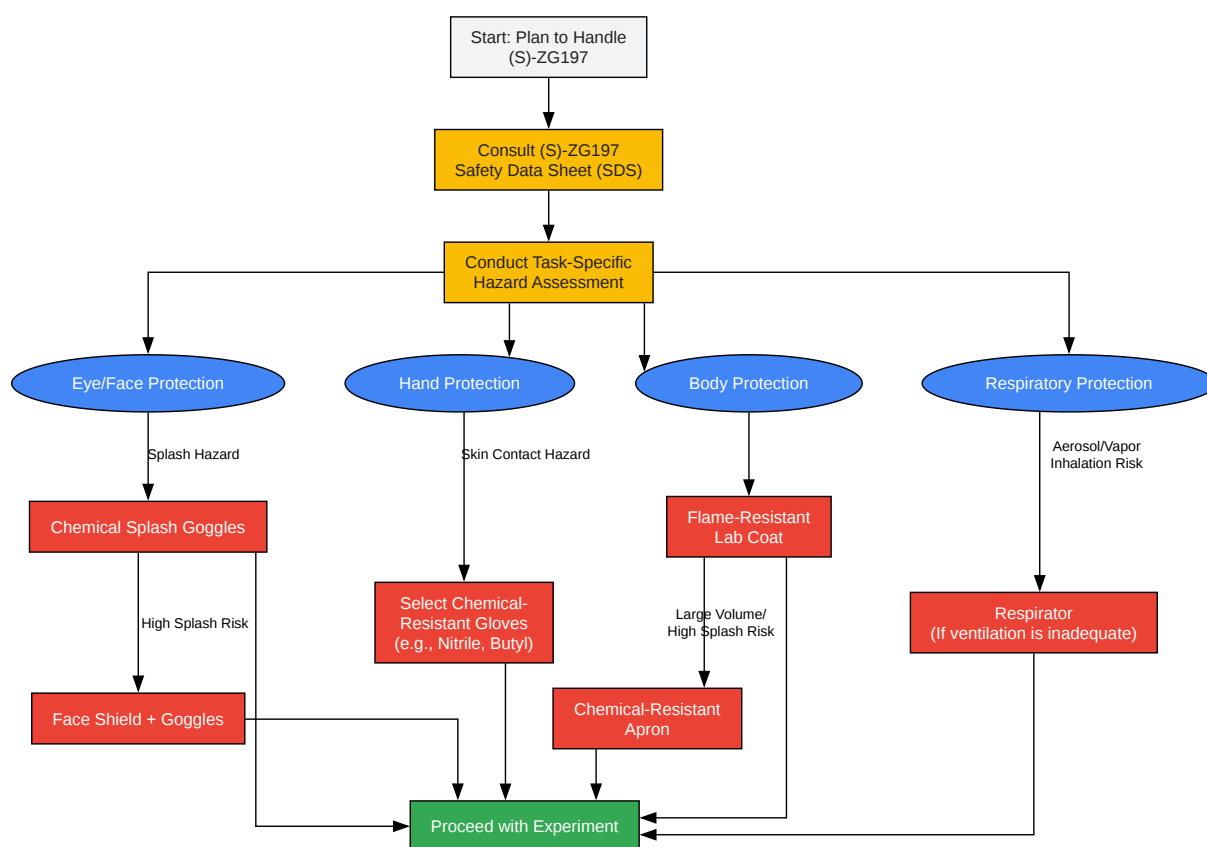 Start: Plan to Handle
(S)-ZG197
Consult (S)-ZG197
Safety Data Sheet (SDS)
Conduct Task-Specific
Hazard Assessment
Eye/Face Protection
Hand Protection
Body Protection
Respiratory Protection
Splash Hazard
Skin Contact Hazard
Aerosol/Vapor
Inhalation Risk
Chemical Splash Goggles
Flame-Resistant
Lab Coat
Select Chemical-
Resistant Gloves
(e.g., Nitrile, Butyl)
High Splash Risk
Large Volume/
High Splash Risk
Respirator
(If ventilation is inadequate)
Face Shield + Goggles
Chemical-Resistant
Apron
Proceed with Experiment